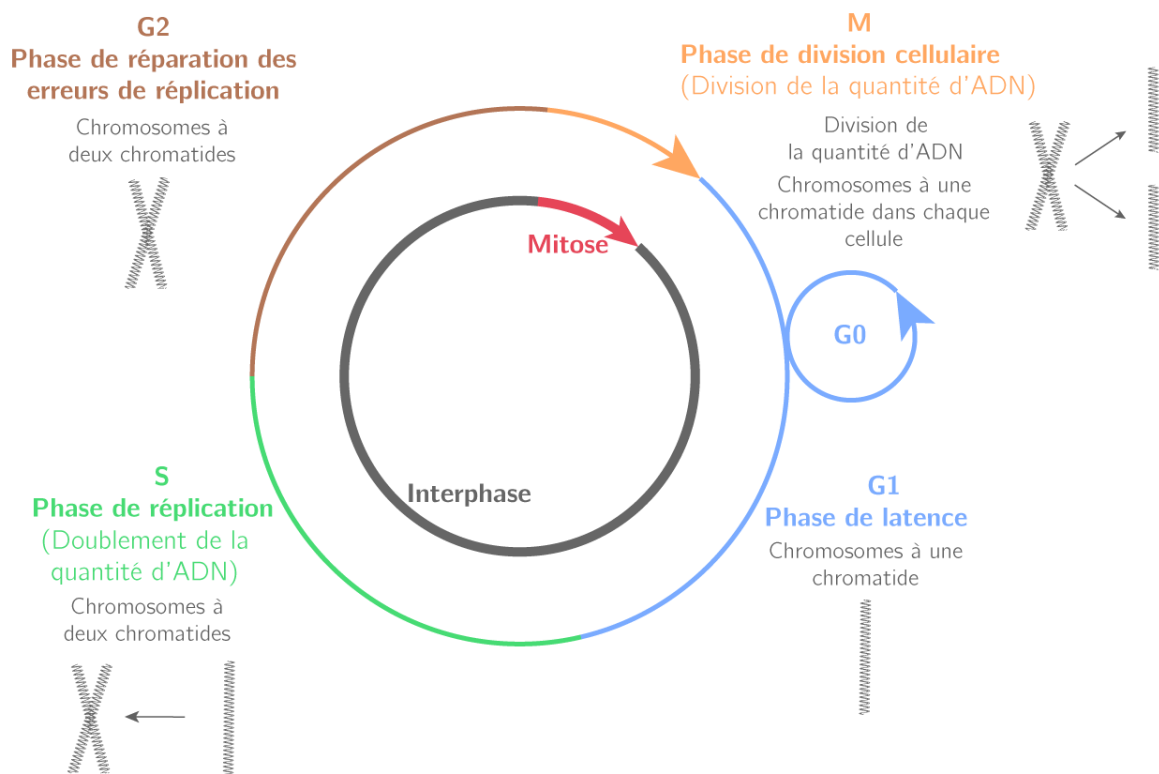 G2
Phase de réparation des
erreurs de réplication
Chromosomes à
deux chromatides
M
Phase de division cellulaire
(Division de la quantité d'ADN)
Division de
la quantité d'ADN
Chromosomes à une
chromatide dans chaque
cellule
Mitose
G0
Interphase
S
Phase de réplication
(Doublement de la
quantité d'ADN)
Chromosomes à
deux chromatides
G1
Phase de latence
Chromosomes à une
chromatide